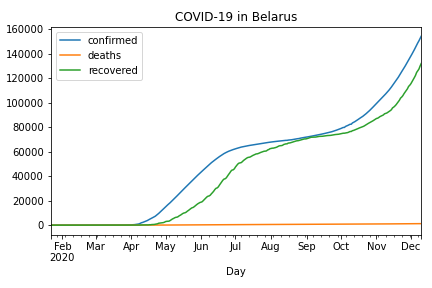 COVID-19 in Belarus
160000
140000
120000
100000
80000
60000
40000
20000
0
confirmed
deaths
recovered
Feb Mar Apr May Jun Jul Aug Sep Oct Nov Dec
2020
Day